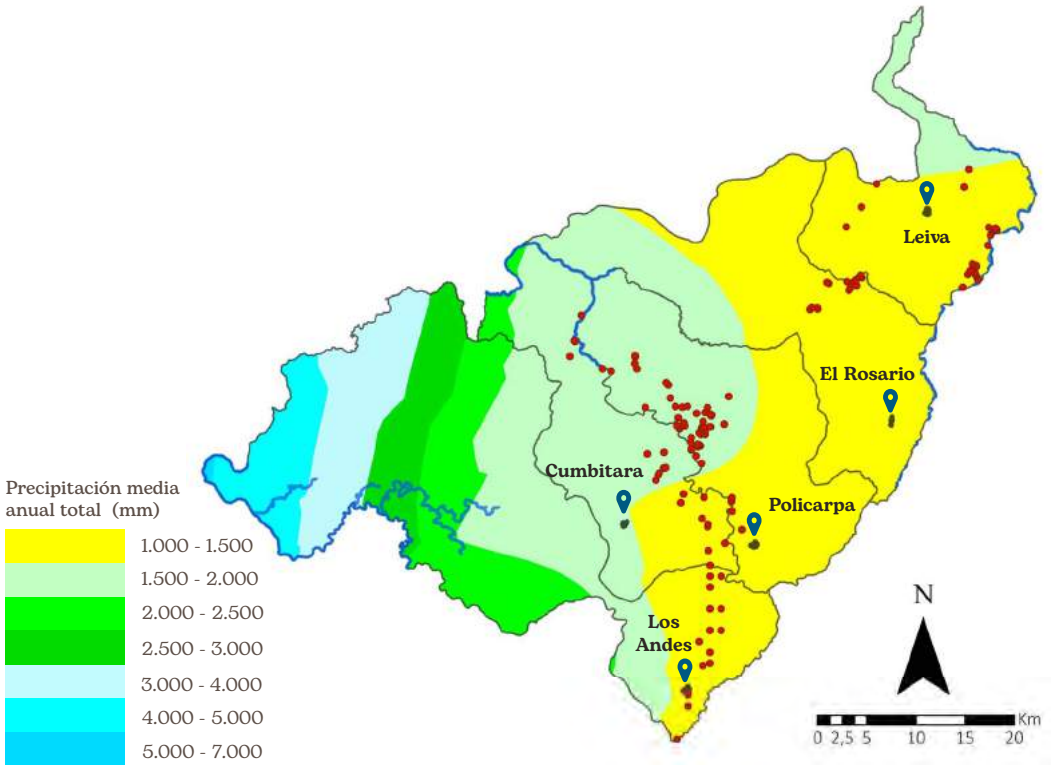 Leiva
El Rosario
Cumbitara
Policarpa
Los
Andes
Precipitación media
anual total (mm)
1.000 - 1.500
1.500 - 2.000
2.000 - 2.500
2.500 - 3.000
3.000 - 4.000
4.000 - 5.000
5.000 - 7.000
N
Km
0 2,5 5 10 15 20